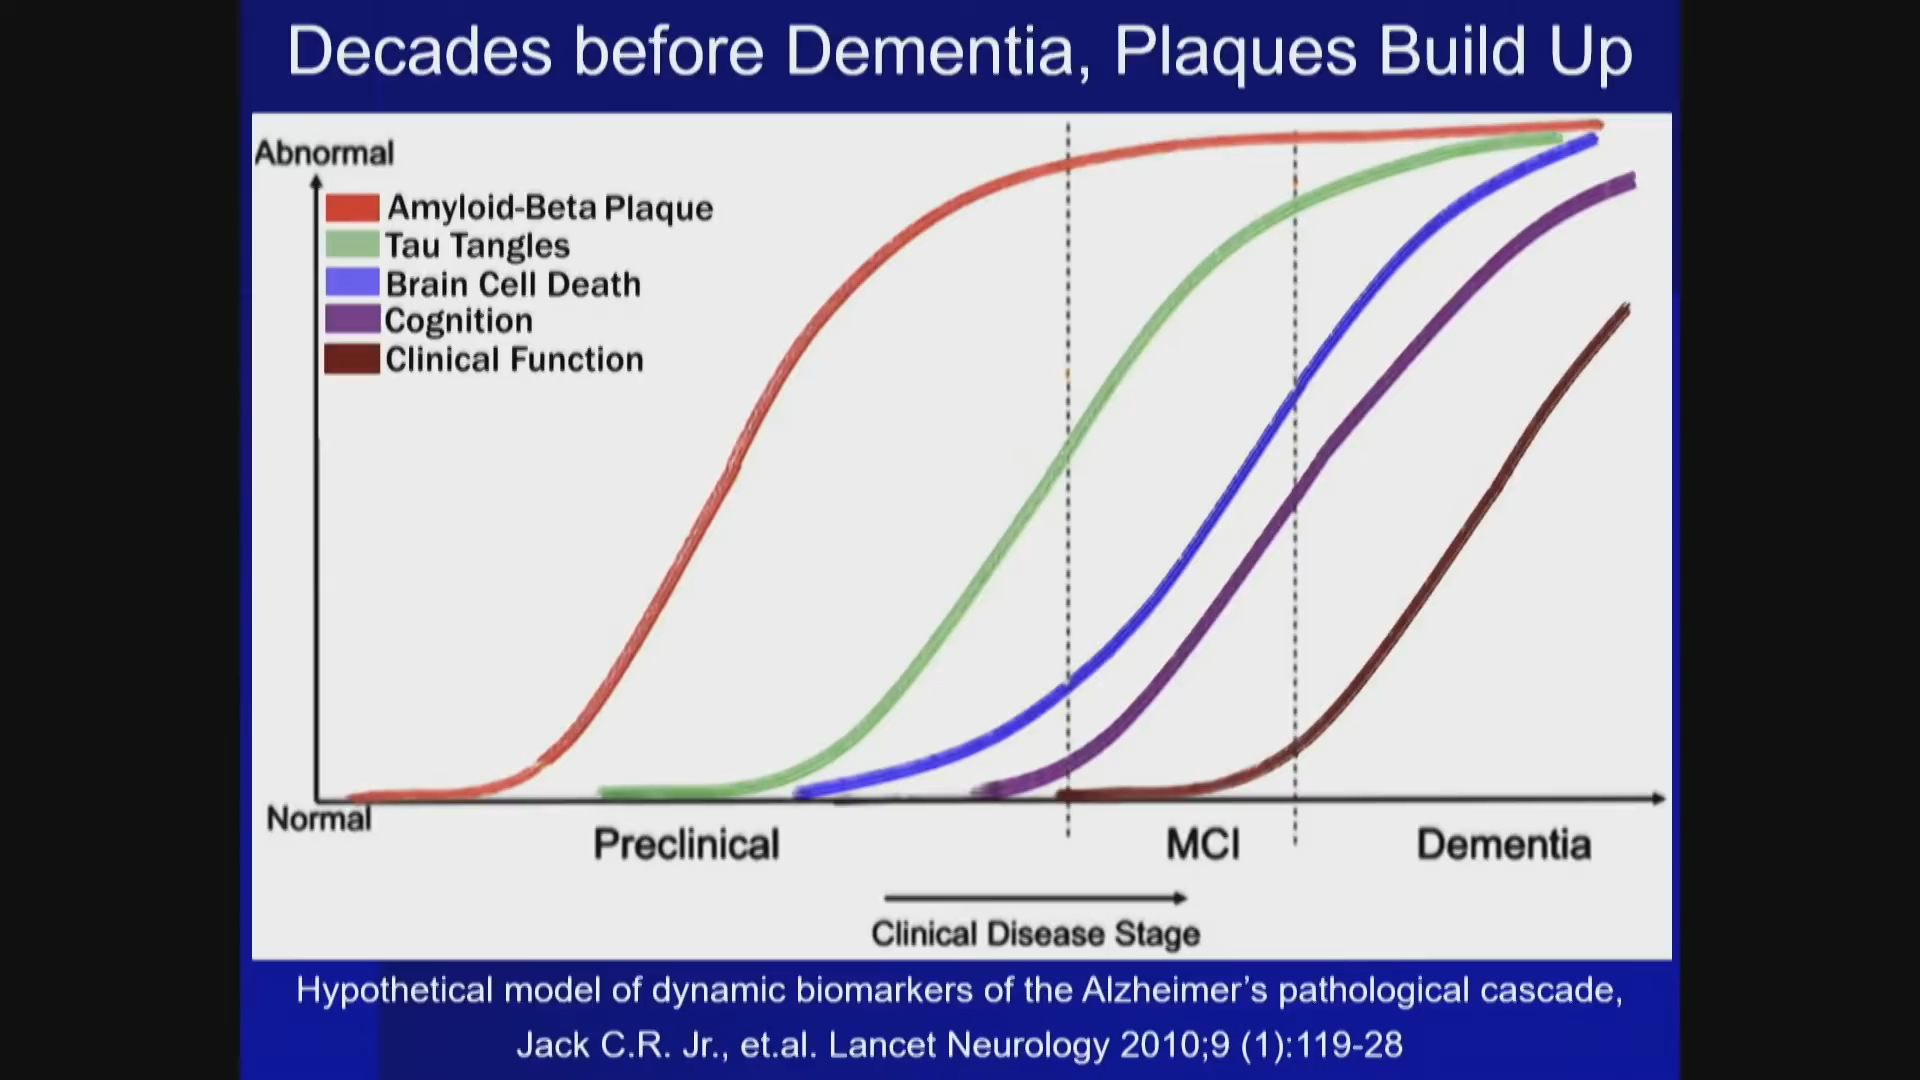 Decades before Dementia, Plaques Build Up
Abnormal
Amyloid-Beta Plaque
Tau Tangles
Brain Cell Death
Cognition
Clinical Function
Normal
Preclinical
MCI
Dementia
Clinical Disease Stage
Hypothetical model of dynamic biomarkers of the Alzheimer’s pathological cascade,
Jack C.R. Jr., et.al. Lancet Neurology 2010;9 (1):119-28